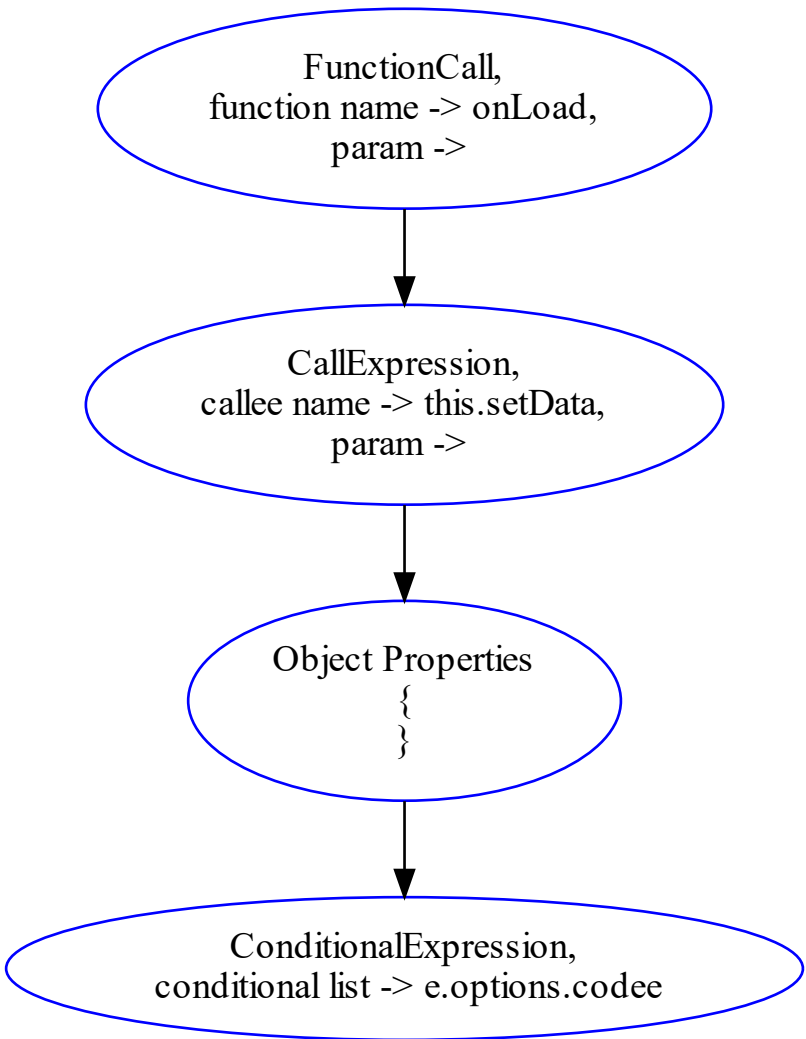 FunctionCall,
function name -> onLoad,
param ->
CallExpression,
callee name -> this.setData,
param ->
Object Properties
{
}
ConditionalExpression,
conditional list -> e.options.codee